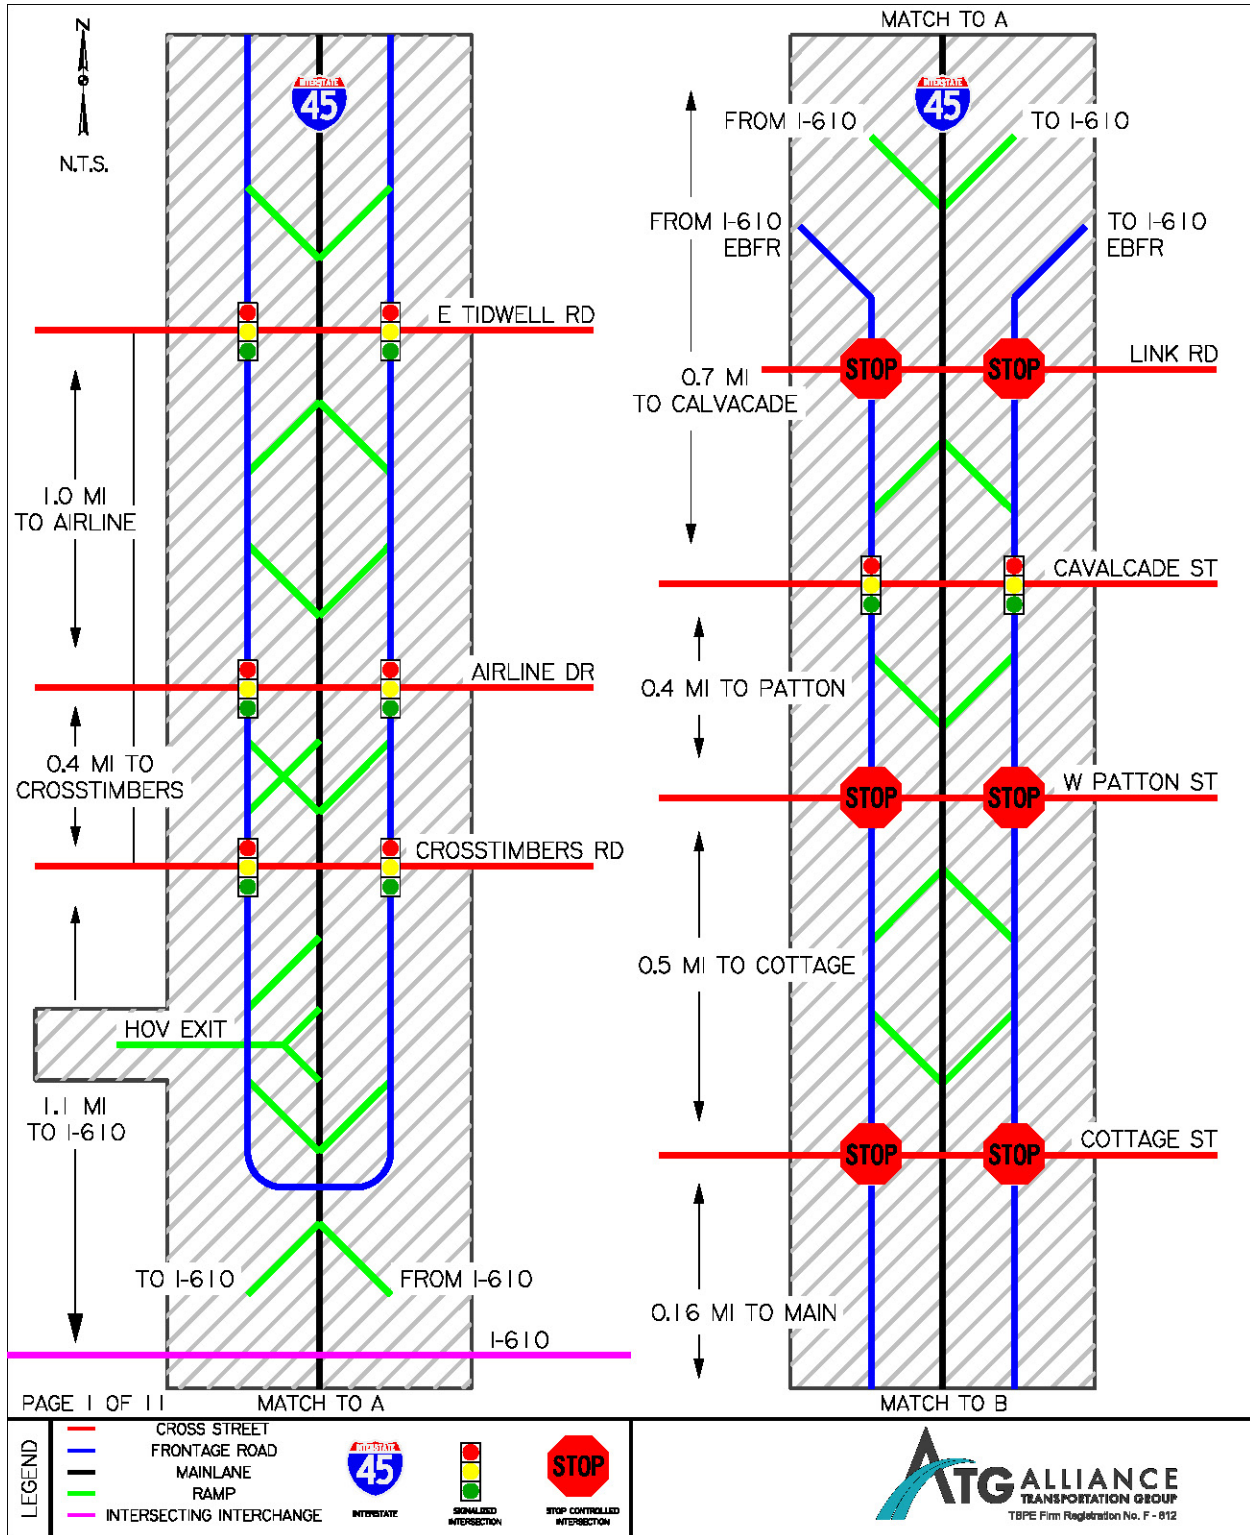 N
N.T.S.
INTERSTATE
45
E TIDWELL RD
1.0 MI
TO AIRLINE
AIRLINE DR
0.4 MI TO
CROSSTIMBERS
CROSSTIMBERS RD
HOV EXIT
1.1 MI
TO I-610
TO I-610
FROM I-610
I-610
PAGE 1 OF 11
MATCH TO A
MATCH TO A
INTERSTATE
45
FROM I-610
TO I-610
FROM I-610
EBFR
TO I-610
EBFR
STOP
STOP
LINK RD
0.7 MI
TO CALVACADE
CAVALCADE ST
0.4 MI TO PATTON
STOP
STOP
W PATTON ST
0.5 MI TO COTTAGE
STOP
STOP
COTTAGE ST
0.16 MI TO MAIN
MATCH TO B
LEGEND
CROSS STREET
FRONTAGE ROAD
MAINLANE
RAMP
INTERSECTING INTERCHANGE
INTERSTATE
45
INTERSTATE
SIGNALIZED
INTERSECTION
STOP
STOP CONTROLLED
INTERSECTION
ATG ALLIANCE
TRANSPORTATION GROUP
TBPE Firm Registration No. F - 812